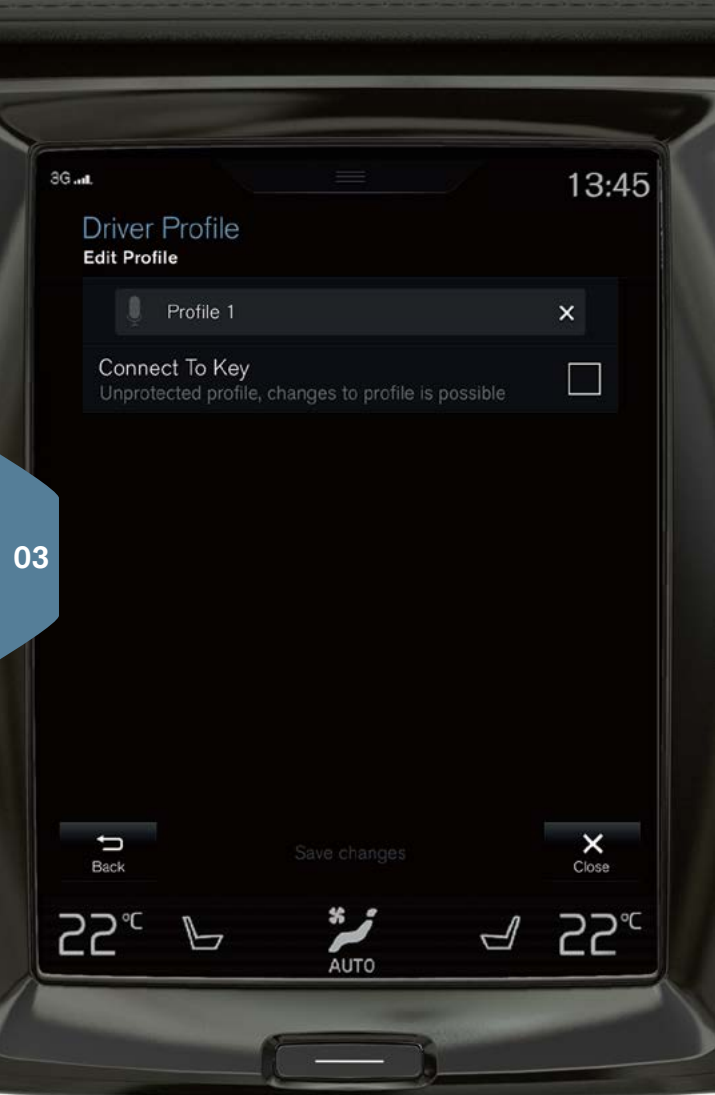 3G
13:45
Driver Profile
Edit Profile
Profile 1
Connect To Key
Unprotected profile, changes to profile is possible
03
Back
Save changes
Close
22°C
AUTO
22°C